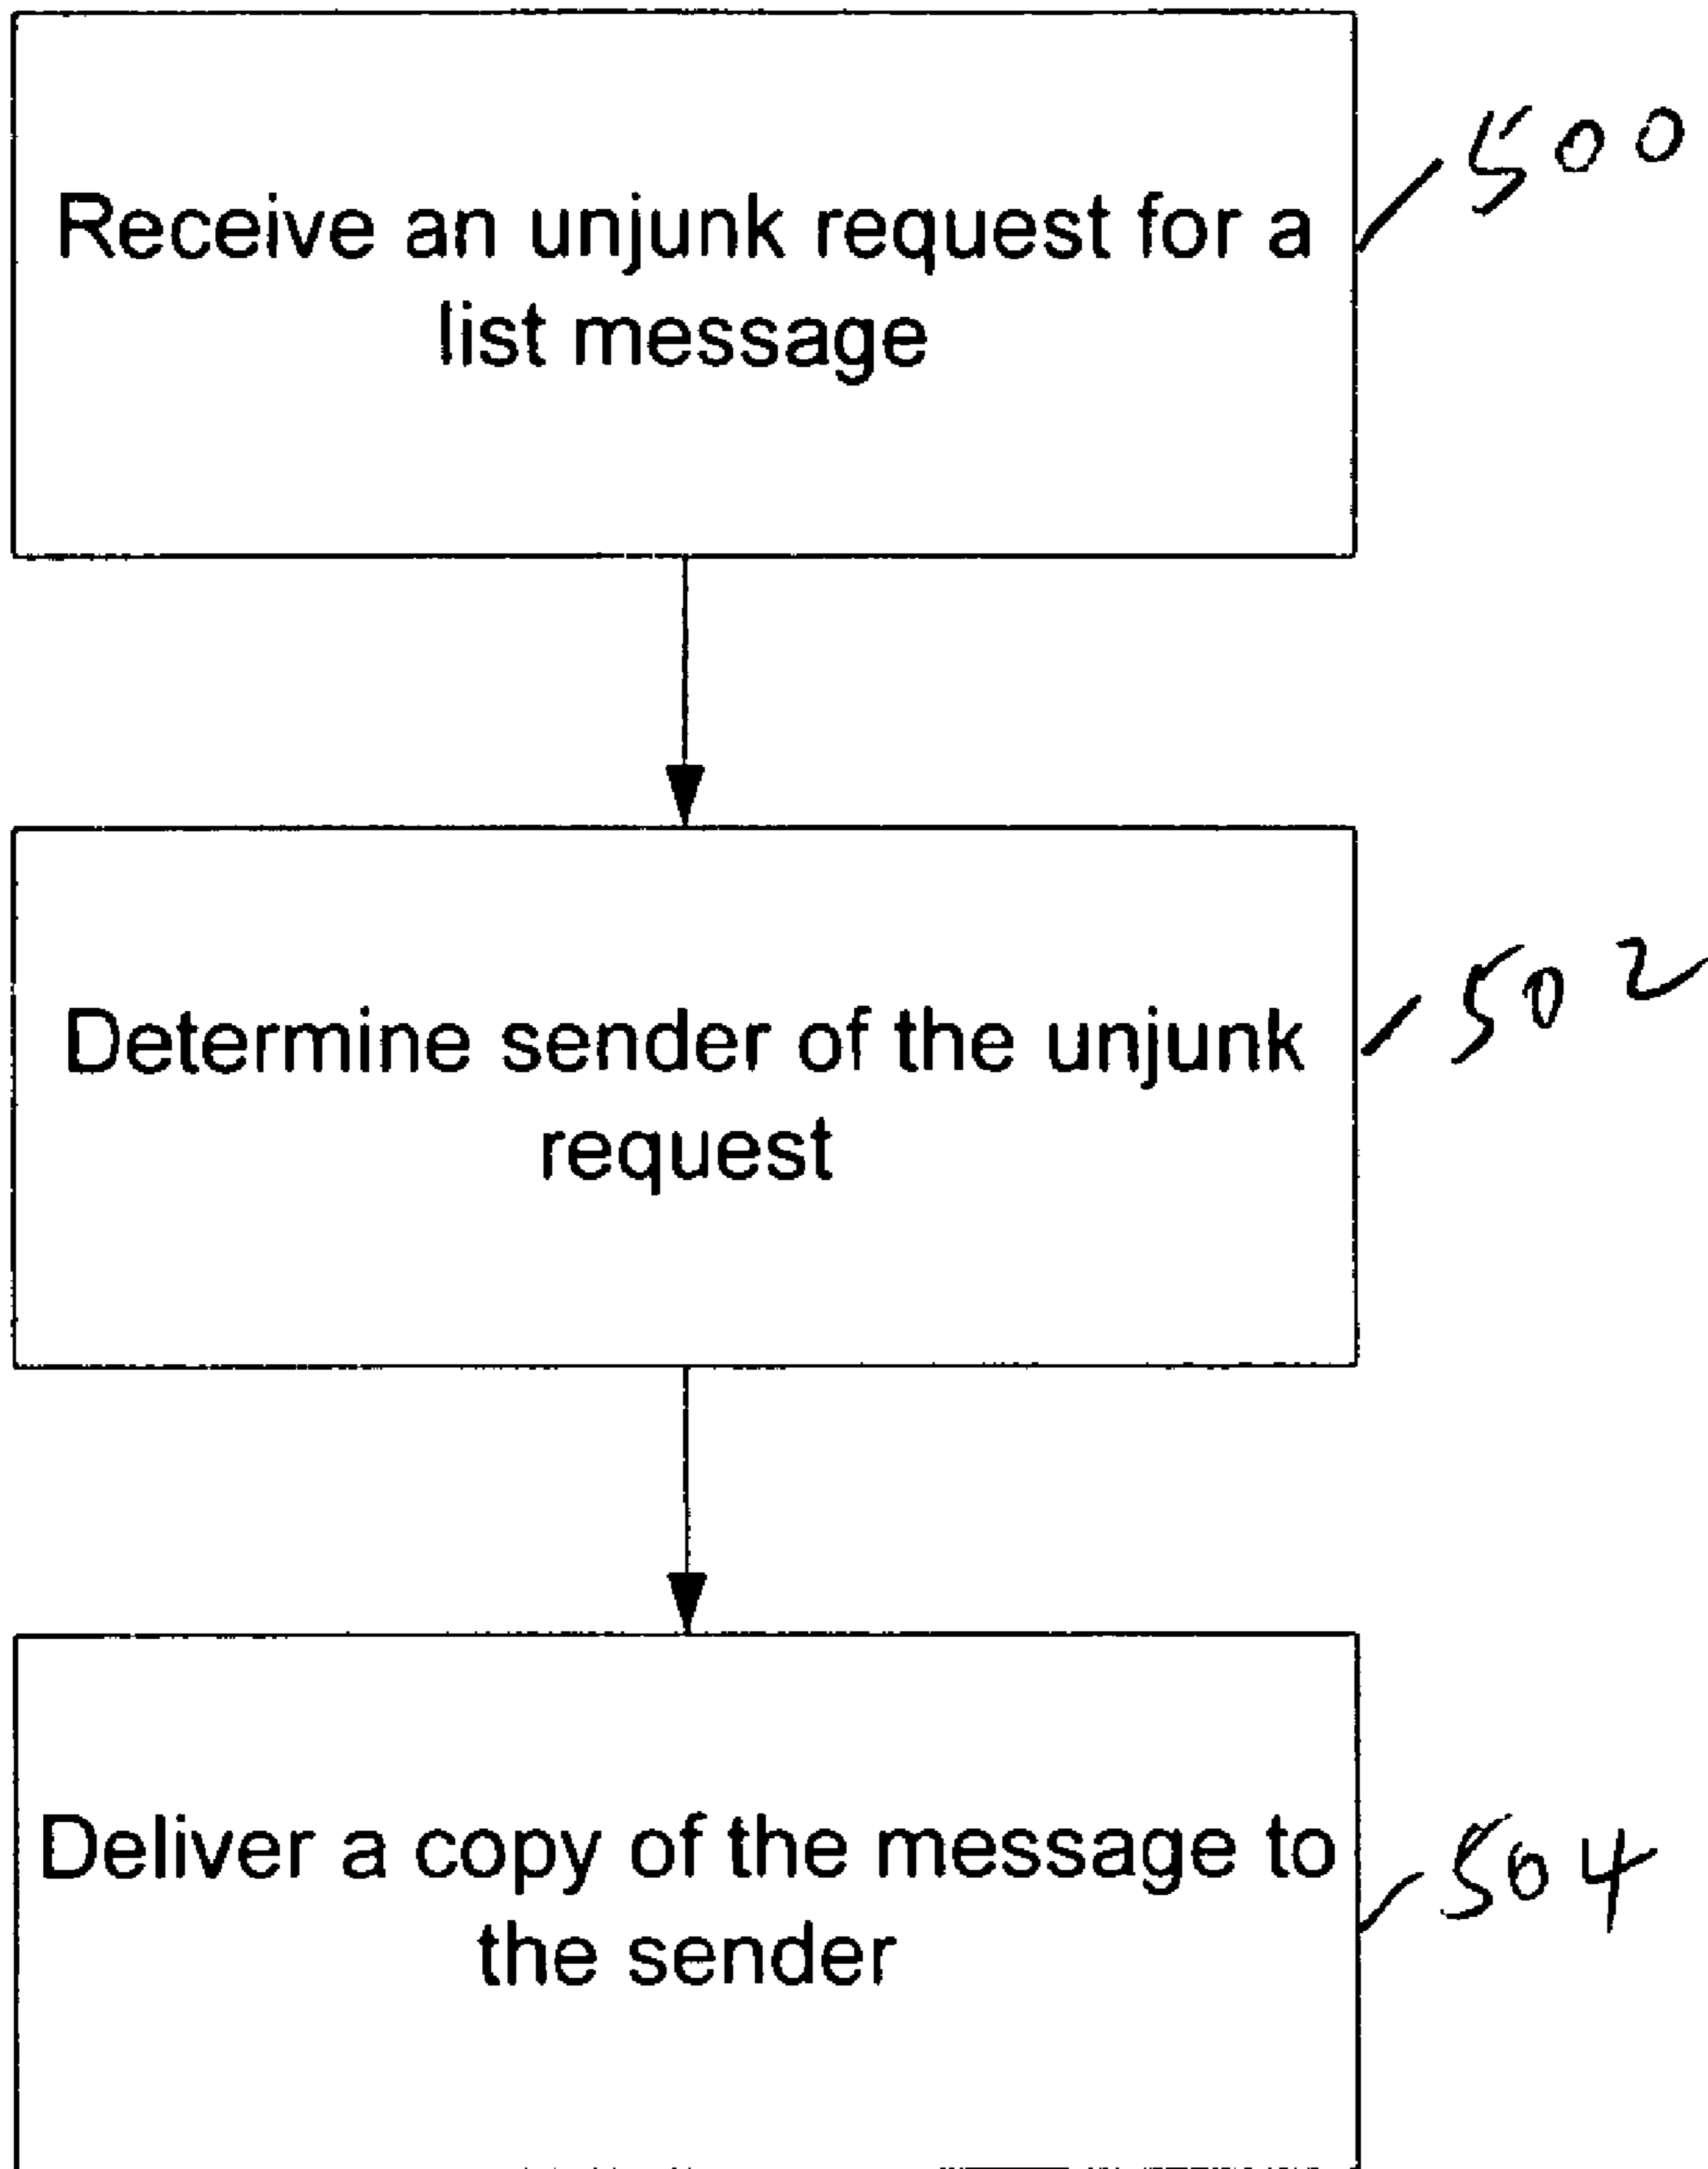 Receive an unjunk request for a
list message
500
Determine sender of the unjunk
request
502
Deliver a copy of the message to
the sender
504